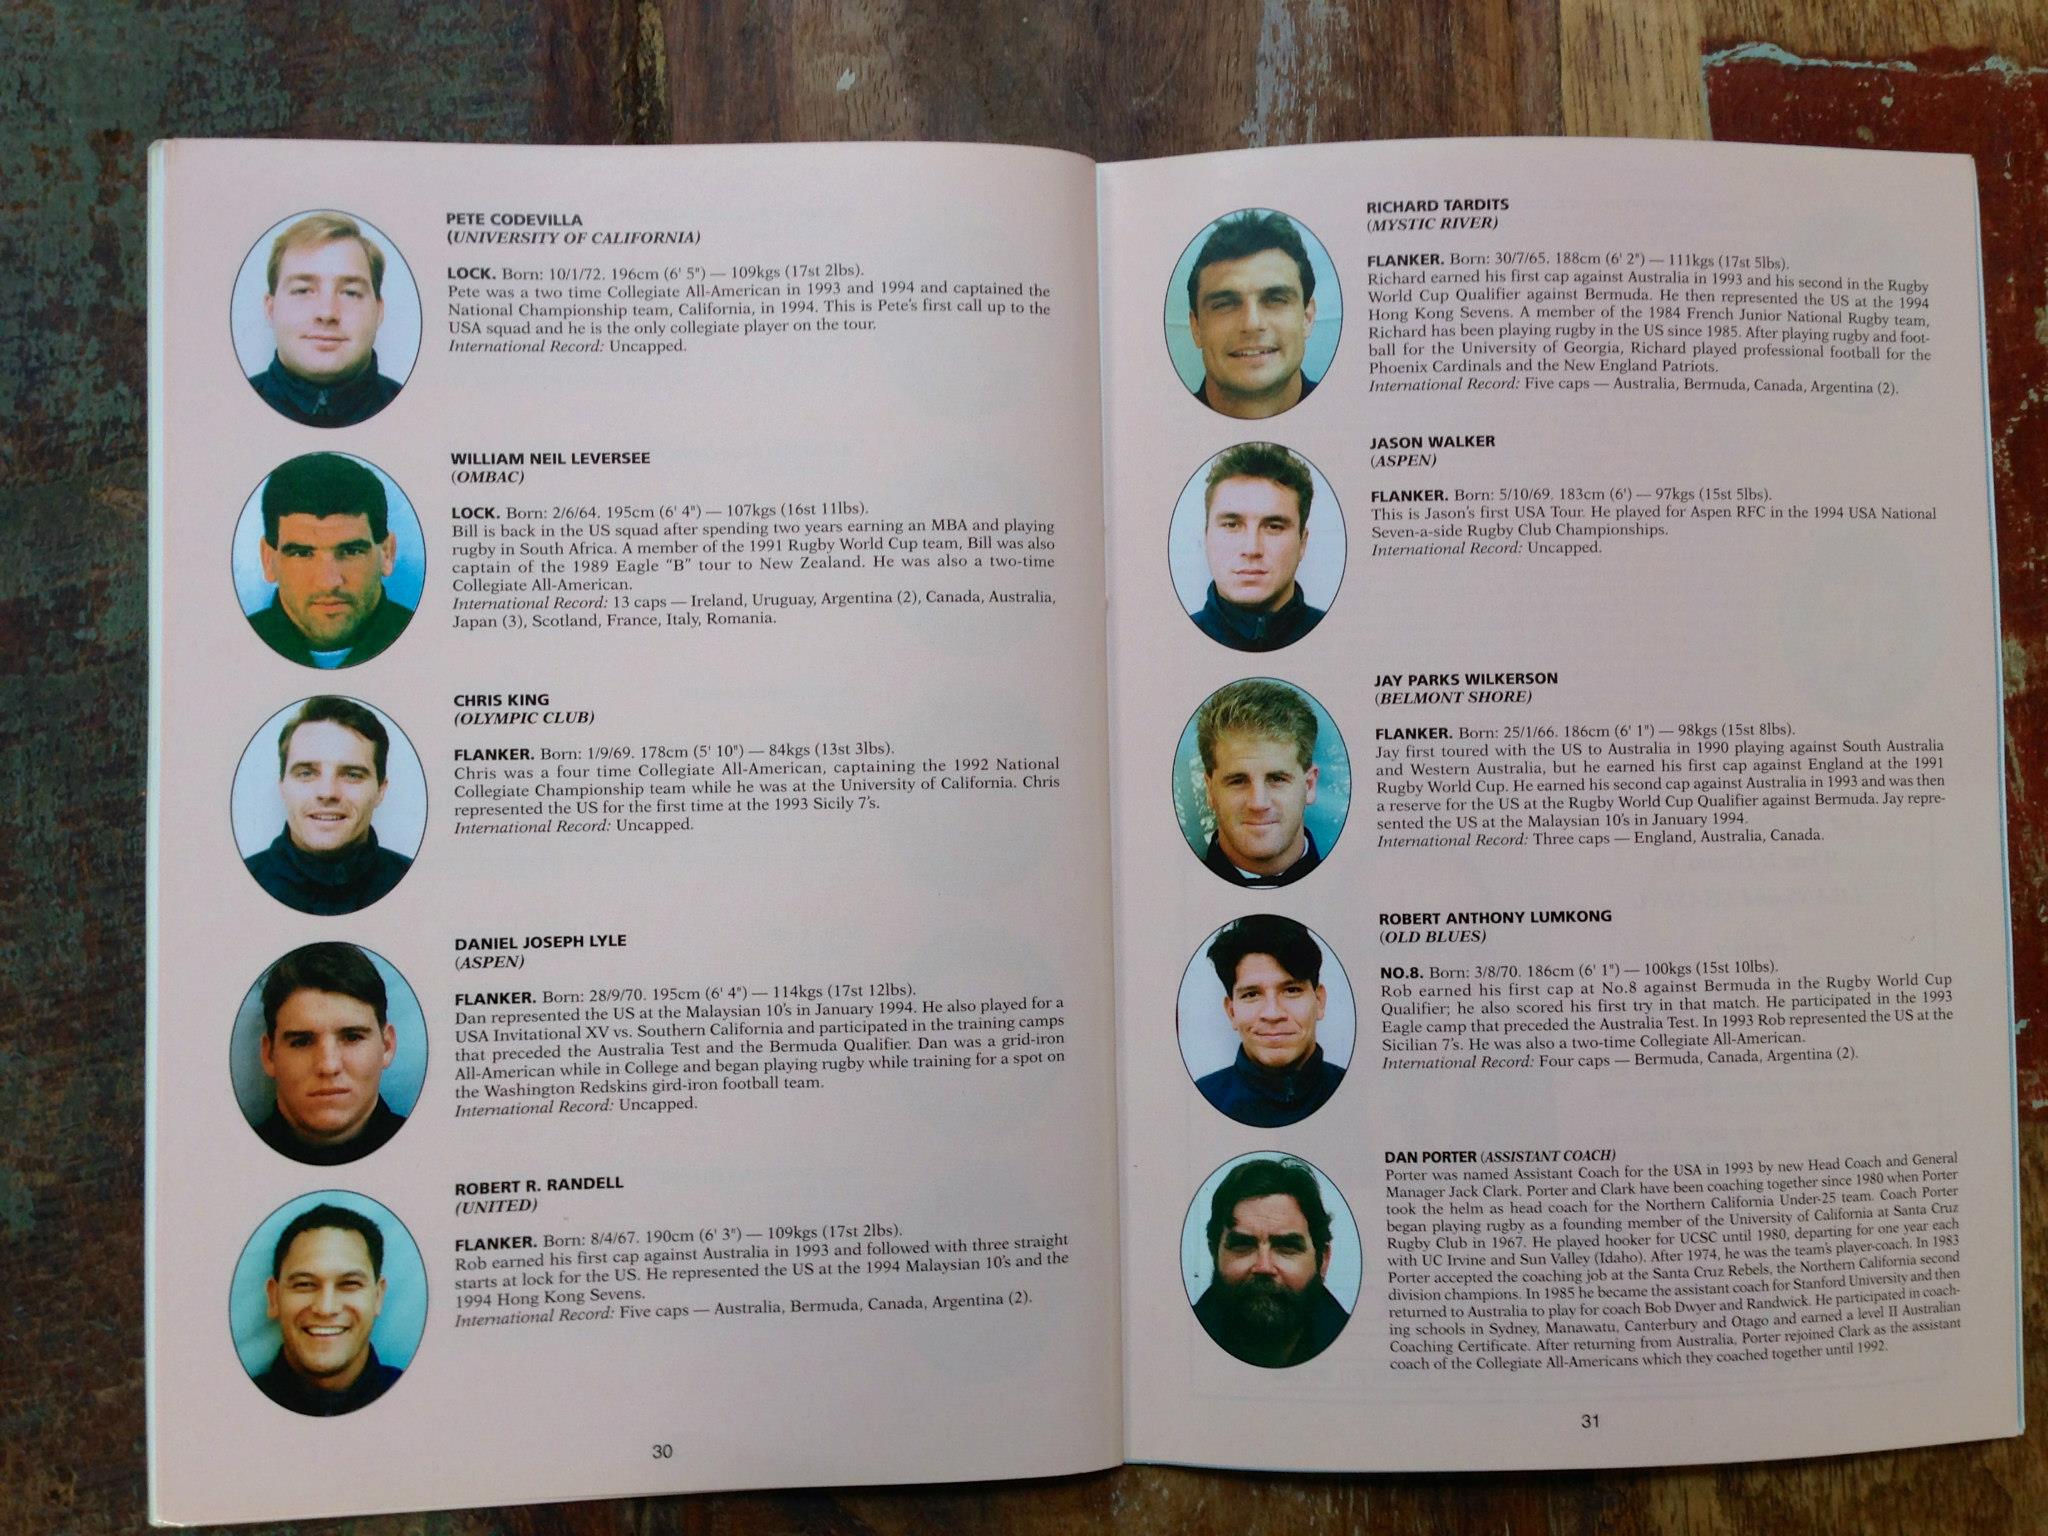 PETE CODEVILLA
(UNIVERSITY OF CALIFORNIA)
LOCK. Born: 10/1/72. 196cm (6' 5") — 109kgs (17st 2lbs).
Pete was a two time Collegiate All-American in 1993 and 1994 and captained the
National Championship team, California, in 1994. This is Pete's first call up to the
USA squad and he is the only collegiate player on the tour.
International Record: Uncapped.
WILLIAM NEIL LEVERSEE
(OMBAC)
LOCK. Born: 2/6/64. 195cm (6' 4") — 107kgs (16st 11lbs).
Bill is back in the US squad after spending two years earning an MBA and playing
rugby in South Africa. A member of the 1991 Rugby World Cup team, Bill was also
captain of the 1989 Eagle "B" tour to New Zealand. He was also a two-time
Collegiate All-American.
International Record: 13 caps — Ireland, Uruguay, Argentina (2), Canada, Australia,
Japan (3), Scotland, France, Italy, Romania.
CHRIS KING
(OLYMPIC CLUB)
FLANKER. Born: 1/9/69. 178cm (5' 10") — 84kgs (13st 3lbs).
Chris was a four time Collegiate All-American, captaining the 1992 National
Collegiate Championship team while he was at the University of California. Chris
represented the US for the first time at the 1993 Sicily 7's.
International Record: Uncapped.
DANIEL JOSEPH LYLE
(ASPEN)
FLANKER. Born: 28/9/70. 195cm (6' 4") — 114kgs (17st 12lbs).
Dan represented the US at the Malaysian 10's in January 1994. He also played for a
USA Invitational XV vs. Southern California and participated in the training camps
that preceded the Australia Test and the Bermuda Qualifier. Dan was a grid-iron
All-American while in College and began playing rugby while training for a spot on
the Washington Redskins gird-iron football team.
International Record: Uncapped.
ROBERT R. RANDELL
(UNITED)
FLANKER. Born: 8/4/67. 190cm (6' 3") — 109kgs (17st 2lbs).
Rob earned his first cap against Australia in 1993 and followed with three straight
starts at lock for the US. He represented the US at the 1994 Malaysian 10's and the
1994 Hong Kong Sevens.
International Record: Five caps — Australia, Bermuda, Canada, Argentina (2).
30
RICHARD TARDITS
(MYSTIC RIVER)
FLANKER. Born: 30/7/65. 188cm (6' 2") — 111kgs (17st 5lbs).
Richard earned his first cap against Australia in 1993 and his second in the Rugby
World Cup Qualifier against Bermuda. He then represented the US at the 1994
Hong Kong Sevens. A member of the 1984 French Junior National Rugby team,
Richard has been playing rugby in the US since 1985. After playing rugby and foot-
ball for the University of Georgia, Richard played professional football for the
Phoenix Cardinals and the New England Patriots.
International Record: Five caps — Australia, Bermuda, Canada, Argentina (2).
JASON WALKER
(ASPEN)
FLANKER. Born: 5/10/69. 183cm (6') — 97kgs (15st 5lbs).
This is Jason's first USA Tour. He played for Aspen RFC in the 1994 USA National
Seven-a-side Rugby Club Championships.
International Record: Uncapped.
JAY PARKS WILKERSON
(BELMONT SHORE)
FLANKER. Born: 25/1/66. 186cm (6' 1") — 98kgs (15st 8lbs).
Jay first toured with the US to Australia in 1990 playing against South Australia
and Western Australia, but he earned his first cap against England at the 1991
Rugby World Cup. He earned his second cap against Australia in 1993 and was then
a reserve for the US at the Rugby World Cup Qualifier against Bermuda. Jay repre-
sented the US at the Malaysian 10's in January 1994.
International Record: Three caps — England, Australia, Canada.
ROBERT ANTHONY LUMKONG
(OLD BLUES)
NO.8. Born: 3/8/70. 186cm (6' 1") — 100kgs (15st 10lbs).
Rob earned his first cap at No.8 against Bermuda in the Rugby World Cup
Qualifier; he also scored his first try in that match. He participated in the 1993
Eagle camp that preceded the Australia Test. In 1993 Rob represented the US at the
Sicilian 7's. He was also a two-time Collegiate All-American.
International Record: Four caps — Bermuda, Canada, Argentina (2).
DAN PORTER (ASSISTANT COACH)
Porter was named Assistant Coach for the USA in 1993 by new Head Coach and General
Manager Jack Clark. Porter and Clark have been coaching together since 1980 when Porter
took the helm as head coach for the Northern California Under-25 team. Coach Porter
began playing rugby as a founding member of the University of California at Santa Cruz
Rugby Club in 1967. He played hooker for UCSC until 1980, departing for one year each
with UC Irvine and Sun Valley (Idaho). After 1974, he was the team's player-coach. In 1983
Porter accepted the coaching job at the Santa Cruz Rebels, the Northern California second
division champions. In 1985 he became the assistant coach for Stanford University and then
returned to Australia to play for coach Bob Dwyer and Randwick. He participated in coach-
ing schools in Sydney, Manawatu, Canterbury and Otago and earned a level II Australian
Coaching Certificate. After returning from Australia, Porter rejoined Clark as the assistant
coach of the Collegiate All-Americans which they coached together until 1992.
31